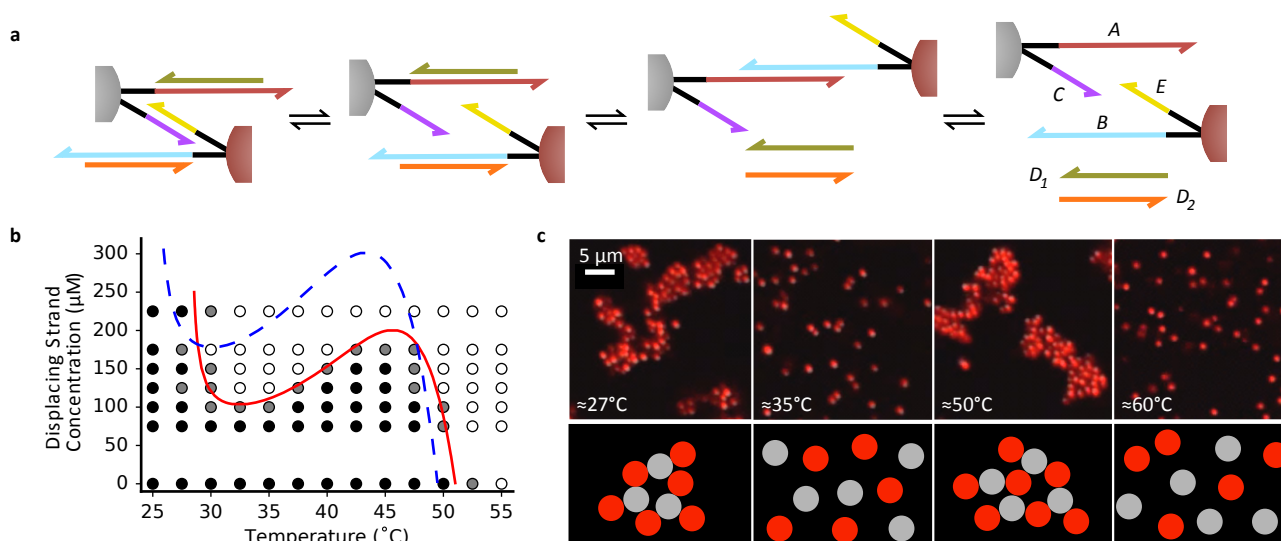 a
A
C
E
B
D1
D2
b
Displacing Strand
Concentration (µM)
300
250
200
150
100
50
0
25 30 35 40 45 50 55
Temperature (˚C)
c
5 µm
≈27°C
≈35°C
≈50°C
≈60°C